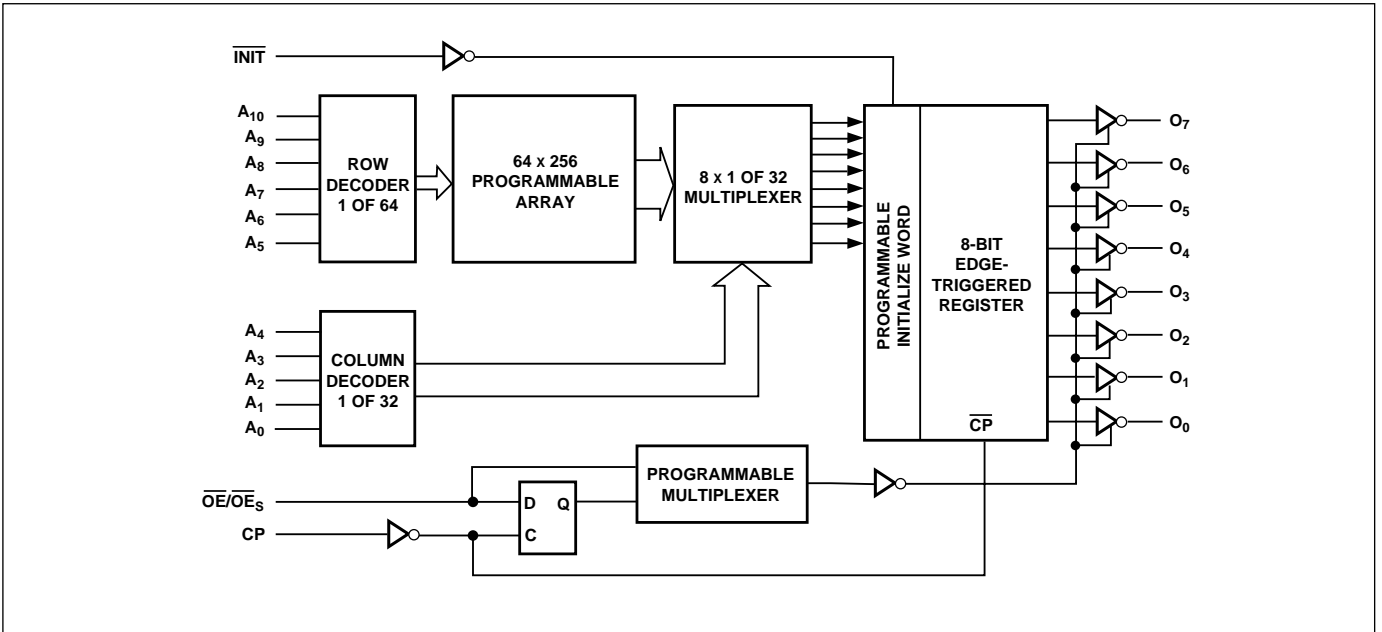 INIT
A10
A9
A8
A7
A6
A5
ROW
DECODER
1 OF 64
64 x 256
PROGRAMMABLE
ARRAY
8 x 1 OF 32
MULTIPLEXER
PROGRAMMABLE
INITIALIZE WORD
8-BIT
EDGE-
TRIGGERED
REGISTER
CP
O7
O6
O5
O4
O3
O2
O1
O0
A4
A3
A2
A1
A0
COLUMN
DECODER
1 OF 32
OE/OES
CP
D Q
C
PROGRAMMABLE
MULTIPLEXER